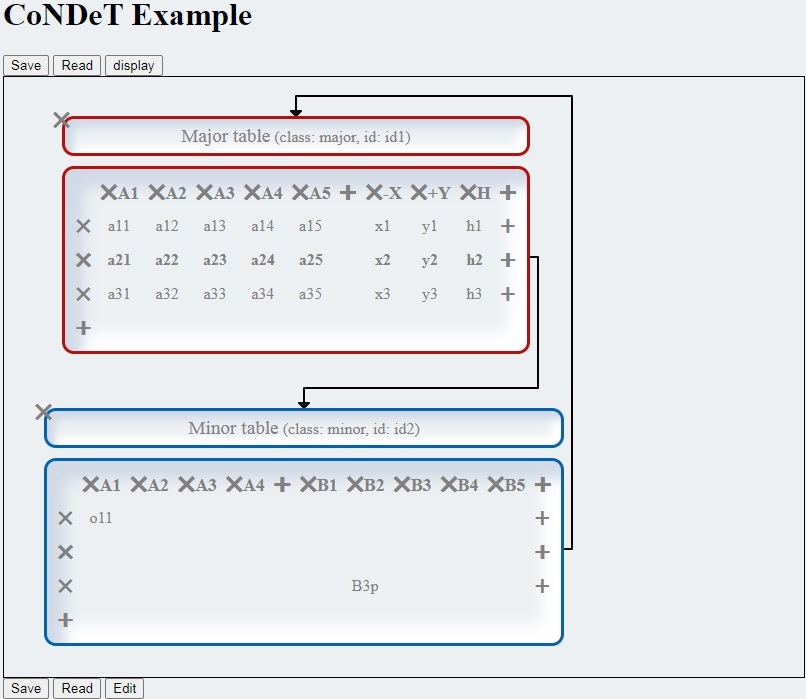 CoNDeT Example
Save Read display
Major table (class: major, id: id1)
×A1 ×A2 ×A3 ×A4 ×A5 + ×-X ×+Y ×H +
× a11 a12 a13 a14 a15 x1 y1 h1 +
× a21 a22 a23 a24 a25 x2 y2 h2 +
× a31 a32 a33 a34 a35 x3 y3 h3 +
+
Minor table (class: minor, id: id2)
×A1 ×A2 ×A3 ×A4 + ×B1 ×B2 ×B3 ×B4 ×B5 +
× o11 +
× +
× B3p +
+
Save Read Edit